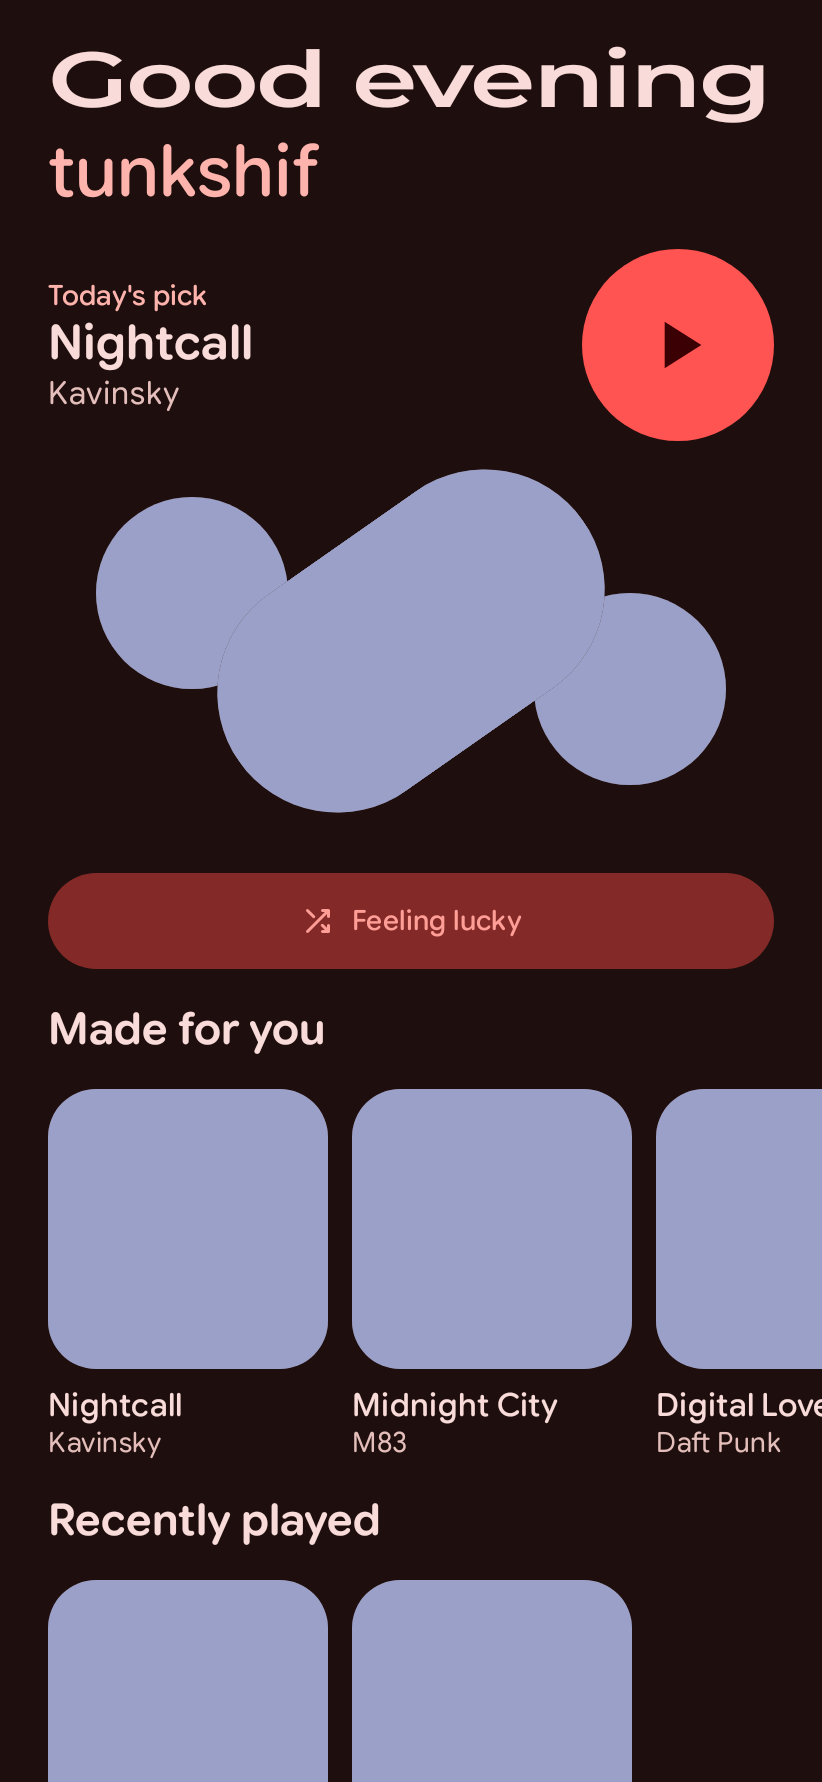 Good evening
tunkshif
Today's pick
Nightcall
Kavinsky
Feeling lucky
Made for you
Nightcall
Kavinsky
Midnight City
M83
Digital Love
Daft Punk
Recently played